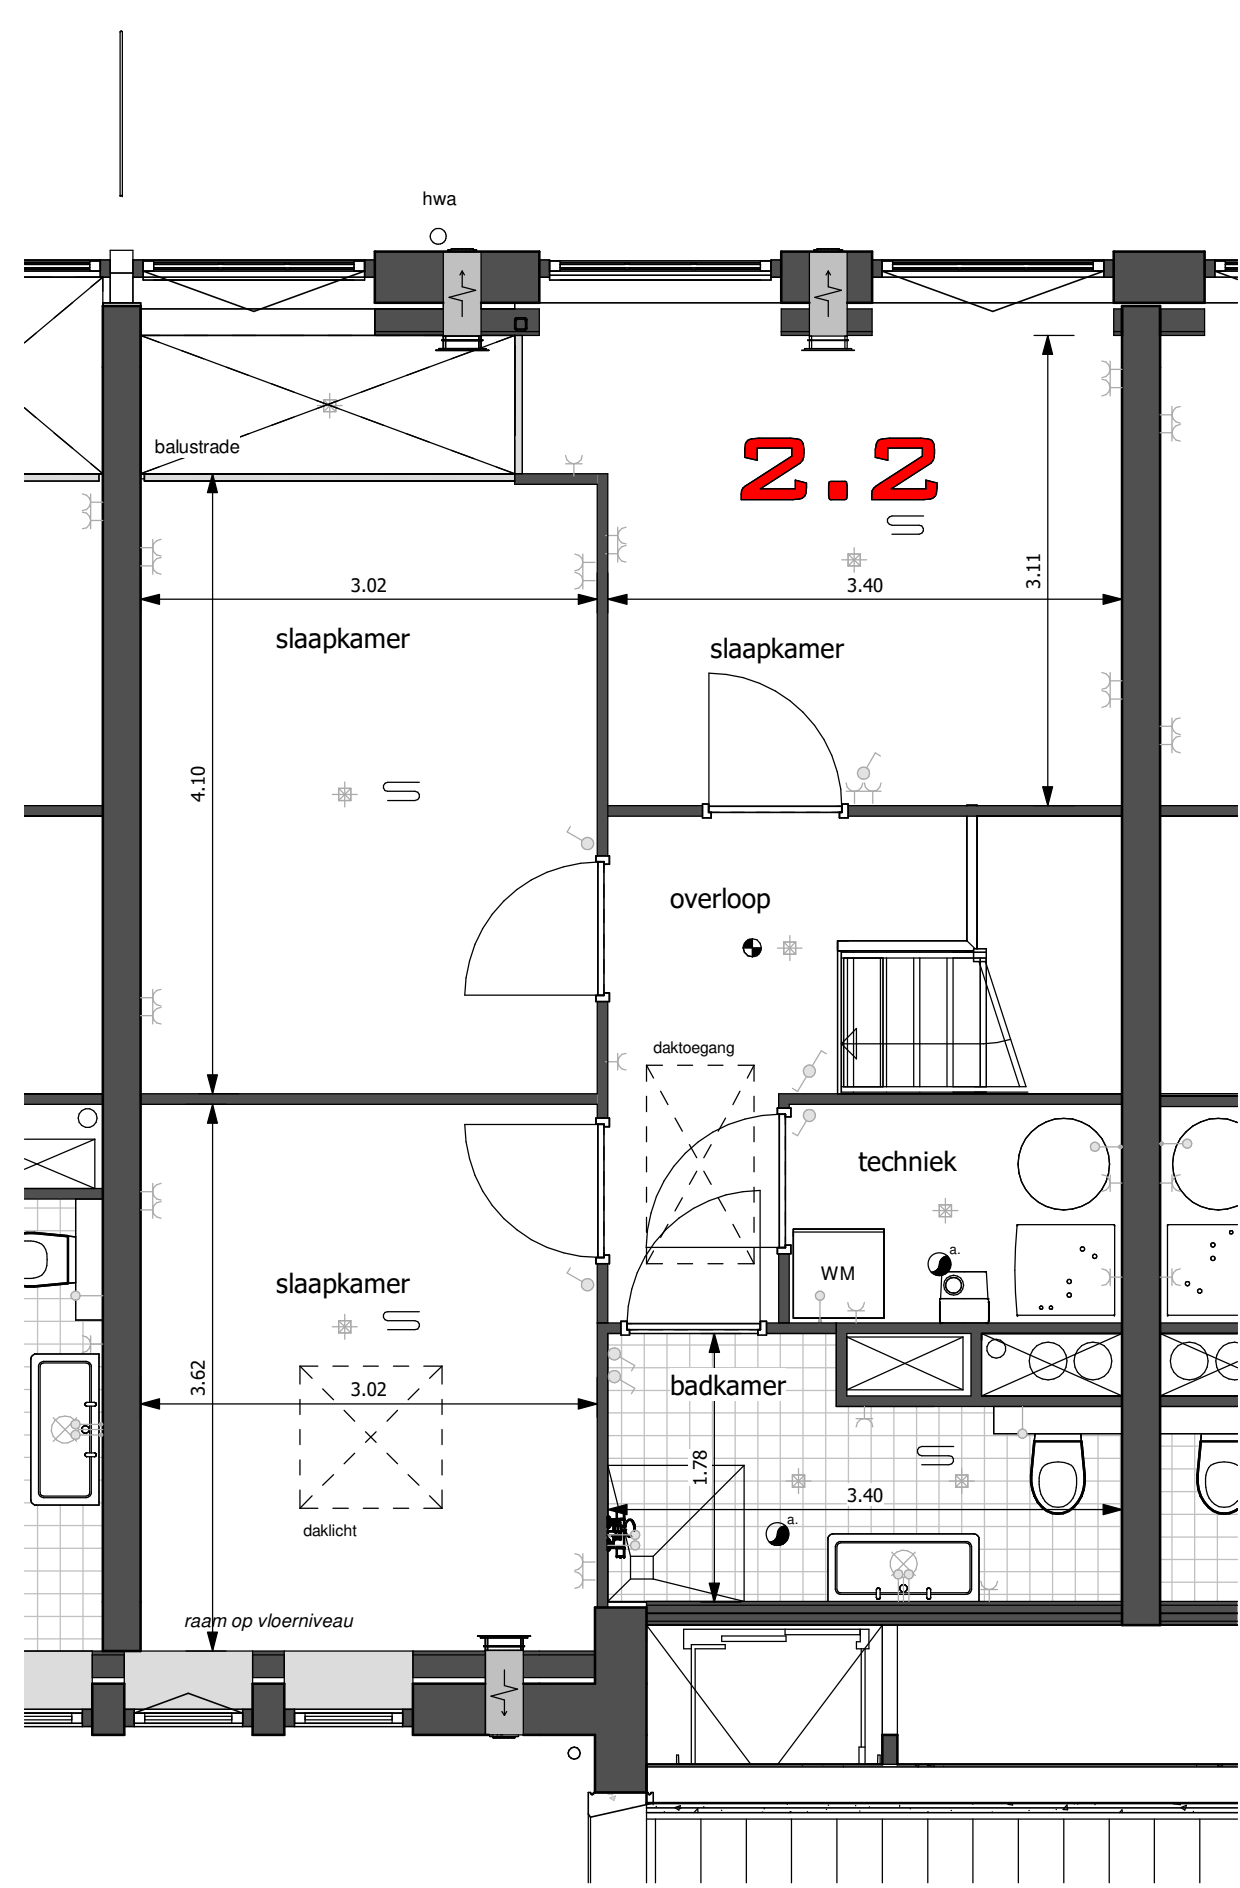 hwa
balustrade
2.2
3.02
3.40
3.11
slaapkamer
slaapkamer
4.10
overloop
daktoegang
techniek
a.
WM
slaapkamer
3.62
3.02
badkamer
1.78
3.40
a.
daklicht
raam op vloerniveau